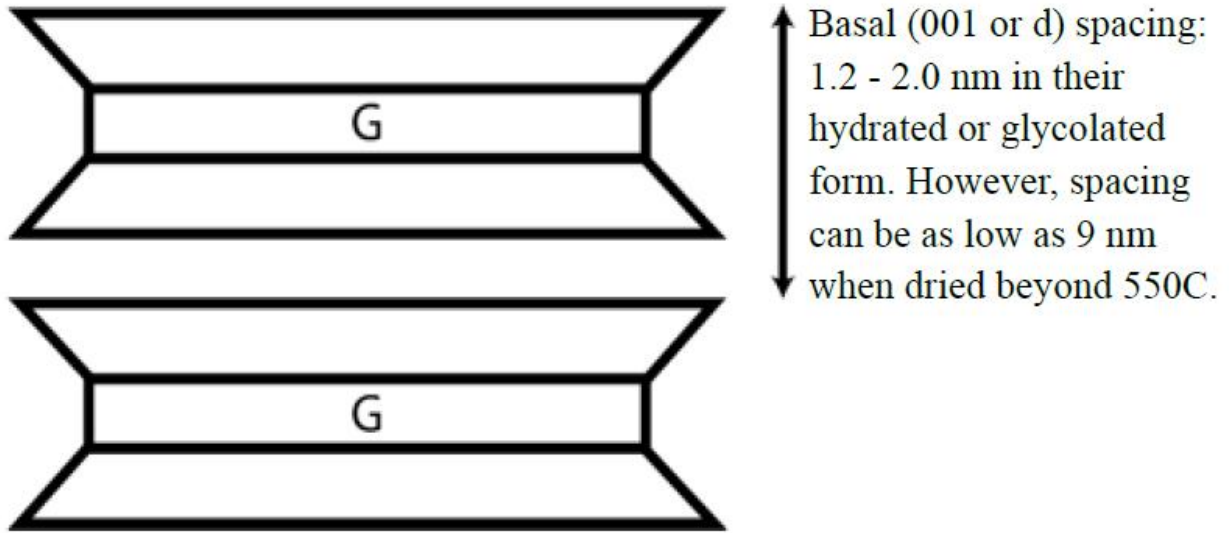 G
G
Basal (001 or d) spacing:
1.2 - 2.0 nm in their
hydrated or glycolated
form. However, spacing
can be as low as 9 nm
when dried beyond 550C.